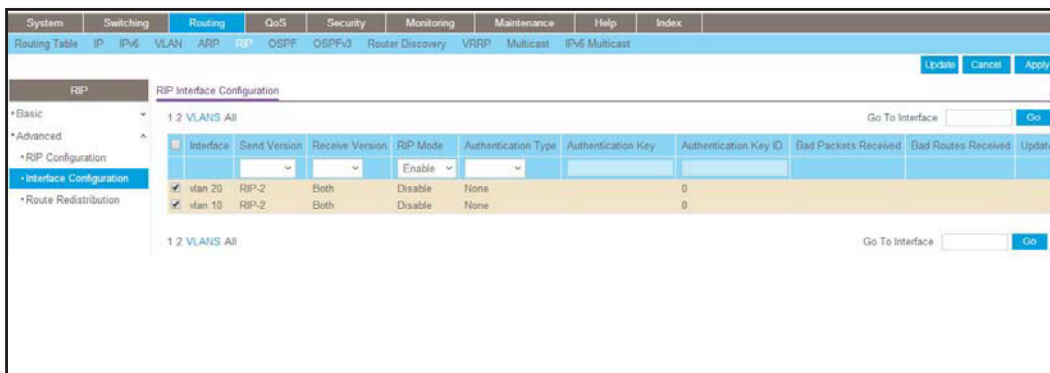 System Switching Routing QoS Security Monitoring Maintenance Help Index
Routing Table IP IPv6 VLAN ARP RIP OSPF OSPFv3 Router Discovery VRRP Multicast IPv6 Multicast
Update Cancel Apply
RIP
RIP Interface Configuration
Basic
Advanced
RIP Configuration
Interface Configuration
Route Redistribution
1 2 VLANS All Go To Interface Go
Interface Send Version Receive Version RIP Mode Authentication Type Authentication Key Authentication Key ID Bad Packets Received Bad Routes Received Update
Enable
vlan 20 RIP-2 Both Disable None 0
vlan 10 RIP-2 Both Disable None 0
1 2 VLANS All Go To Interface Go